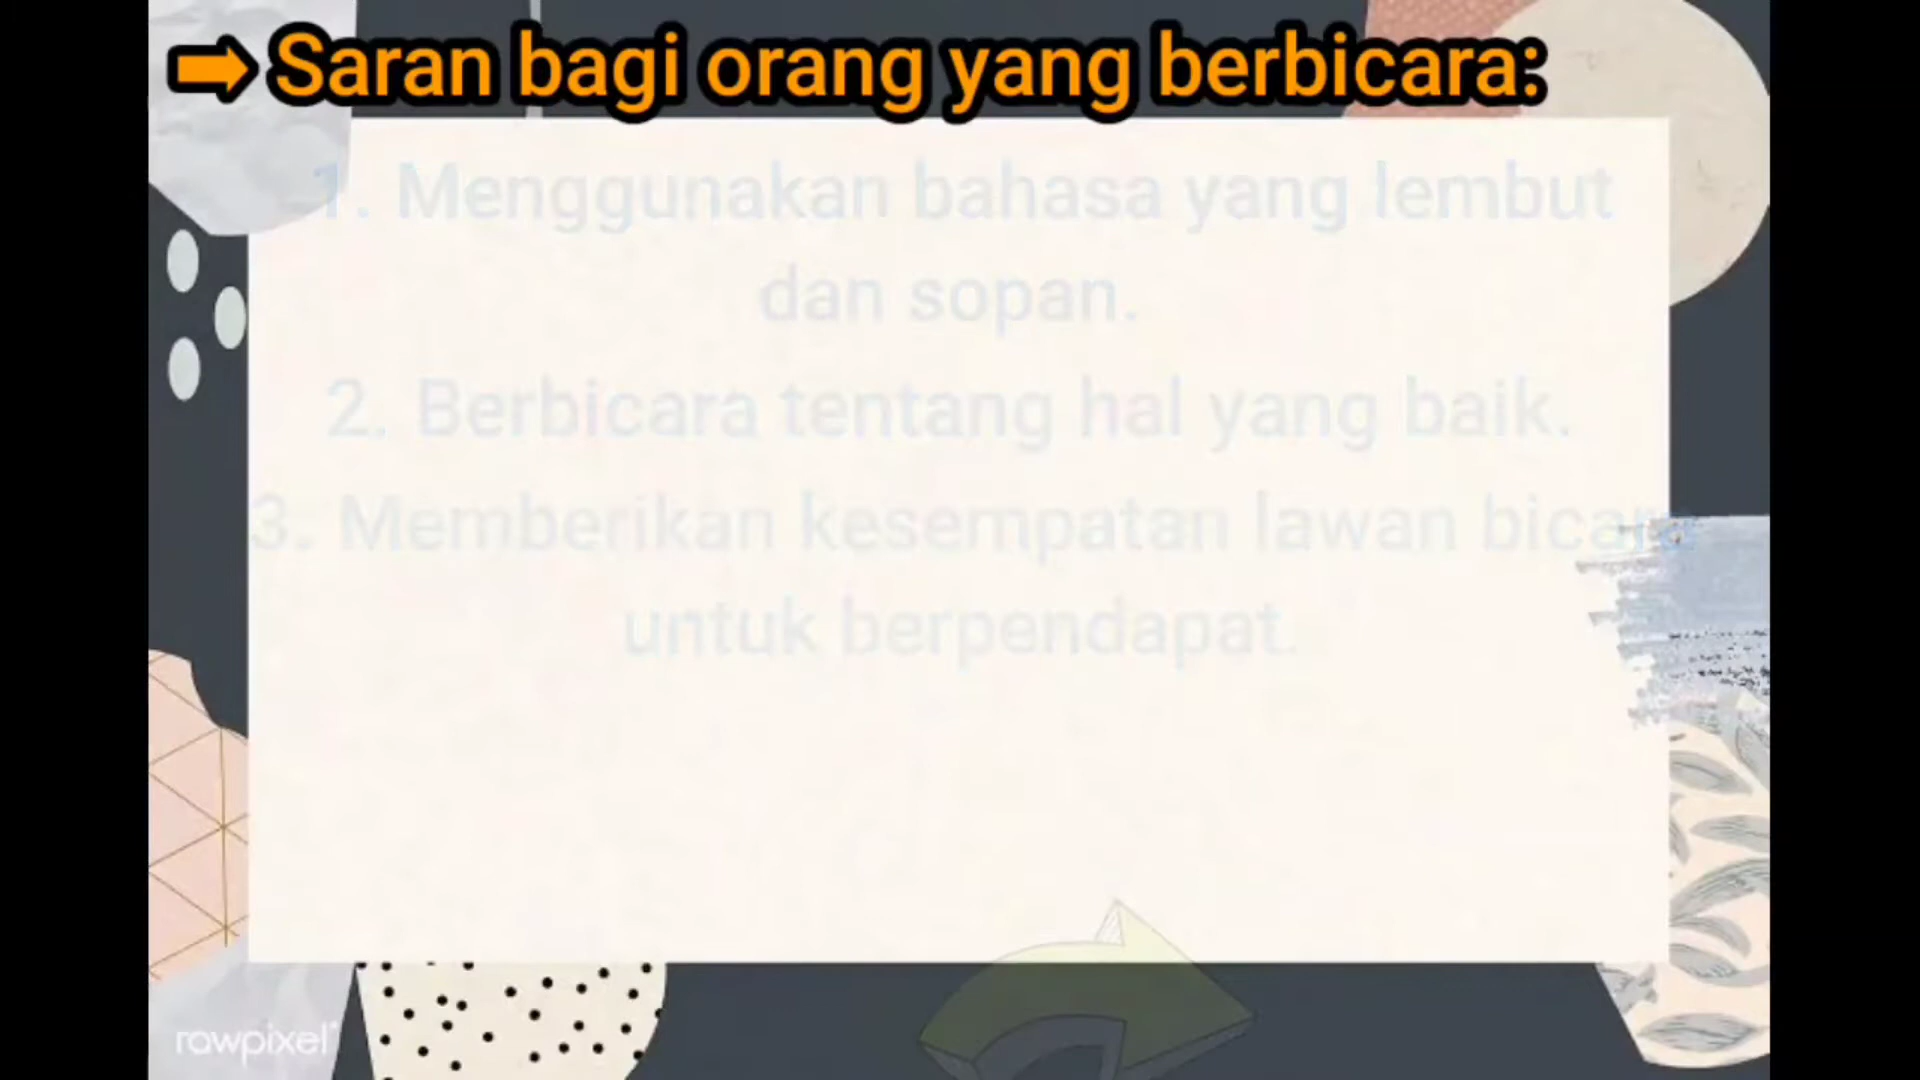 Saran bagi orang yang berbicara:
1. Menggunakan bahasa yang lembut
dan sopan.
2. Berbicara tentang hal yang baik.
3. Memberikan kesempatan lawan bicara
untuk berpendapat.
rawpixel